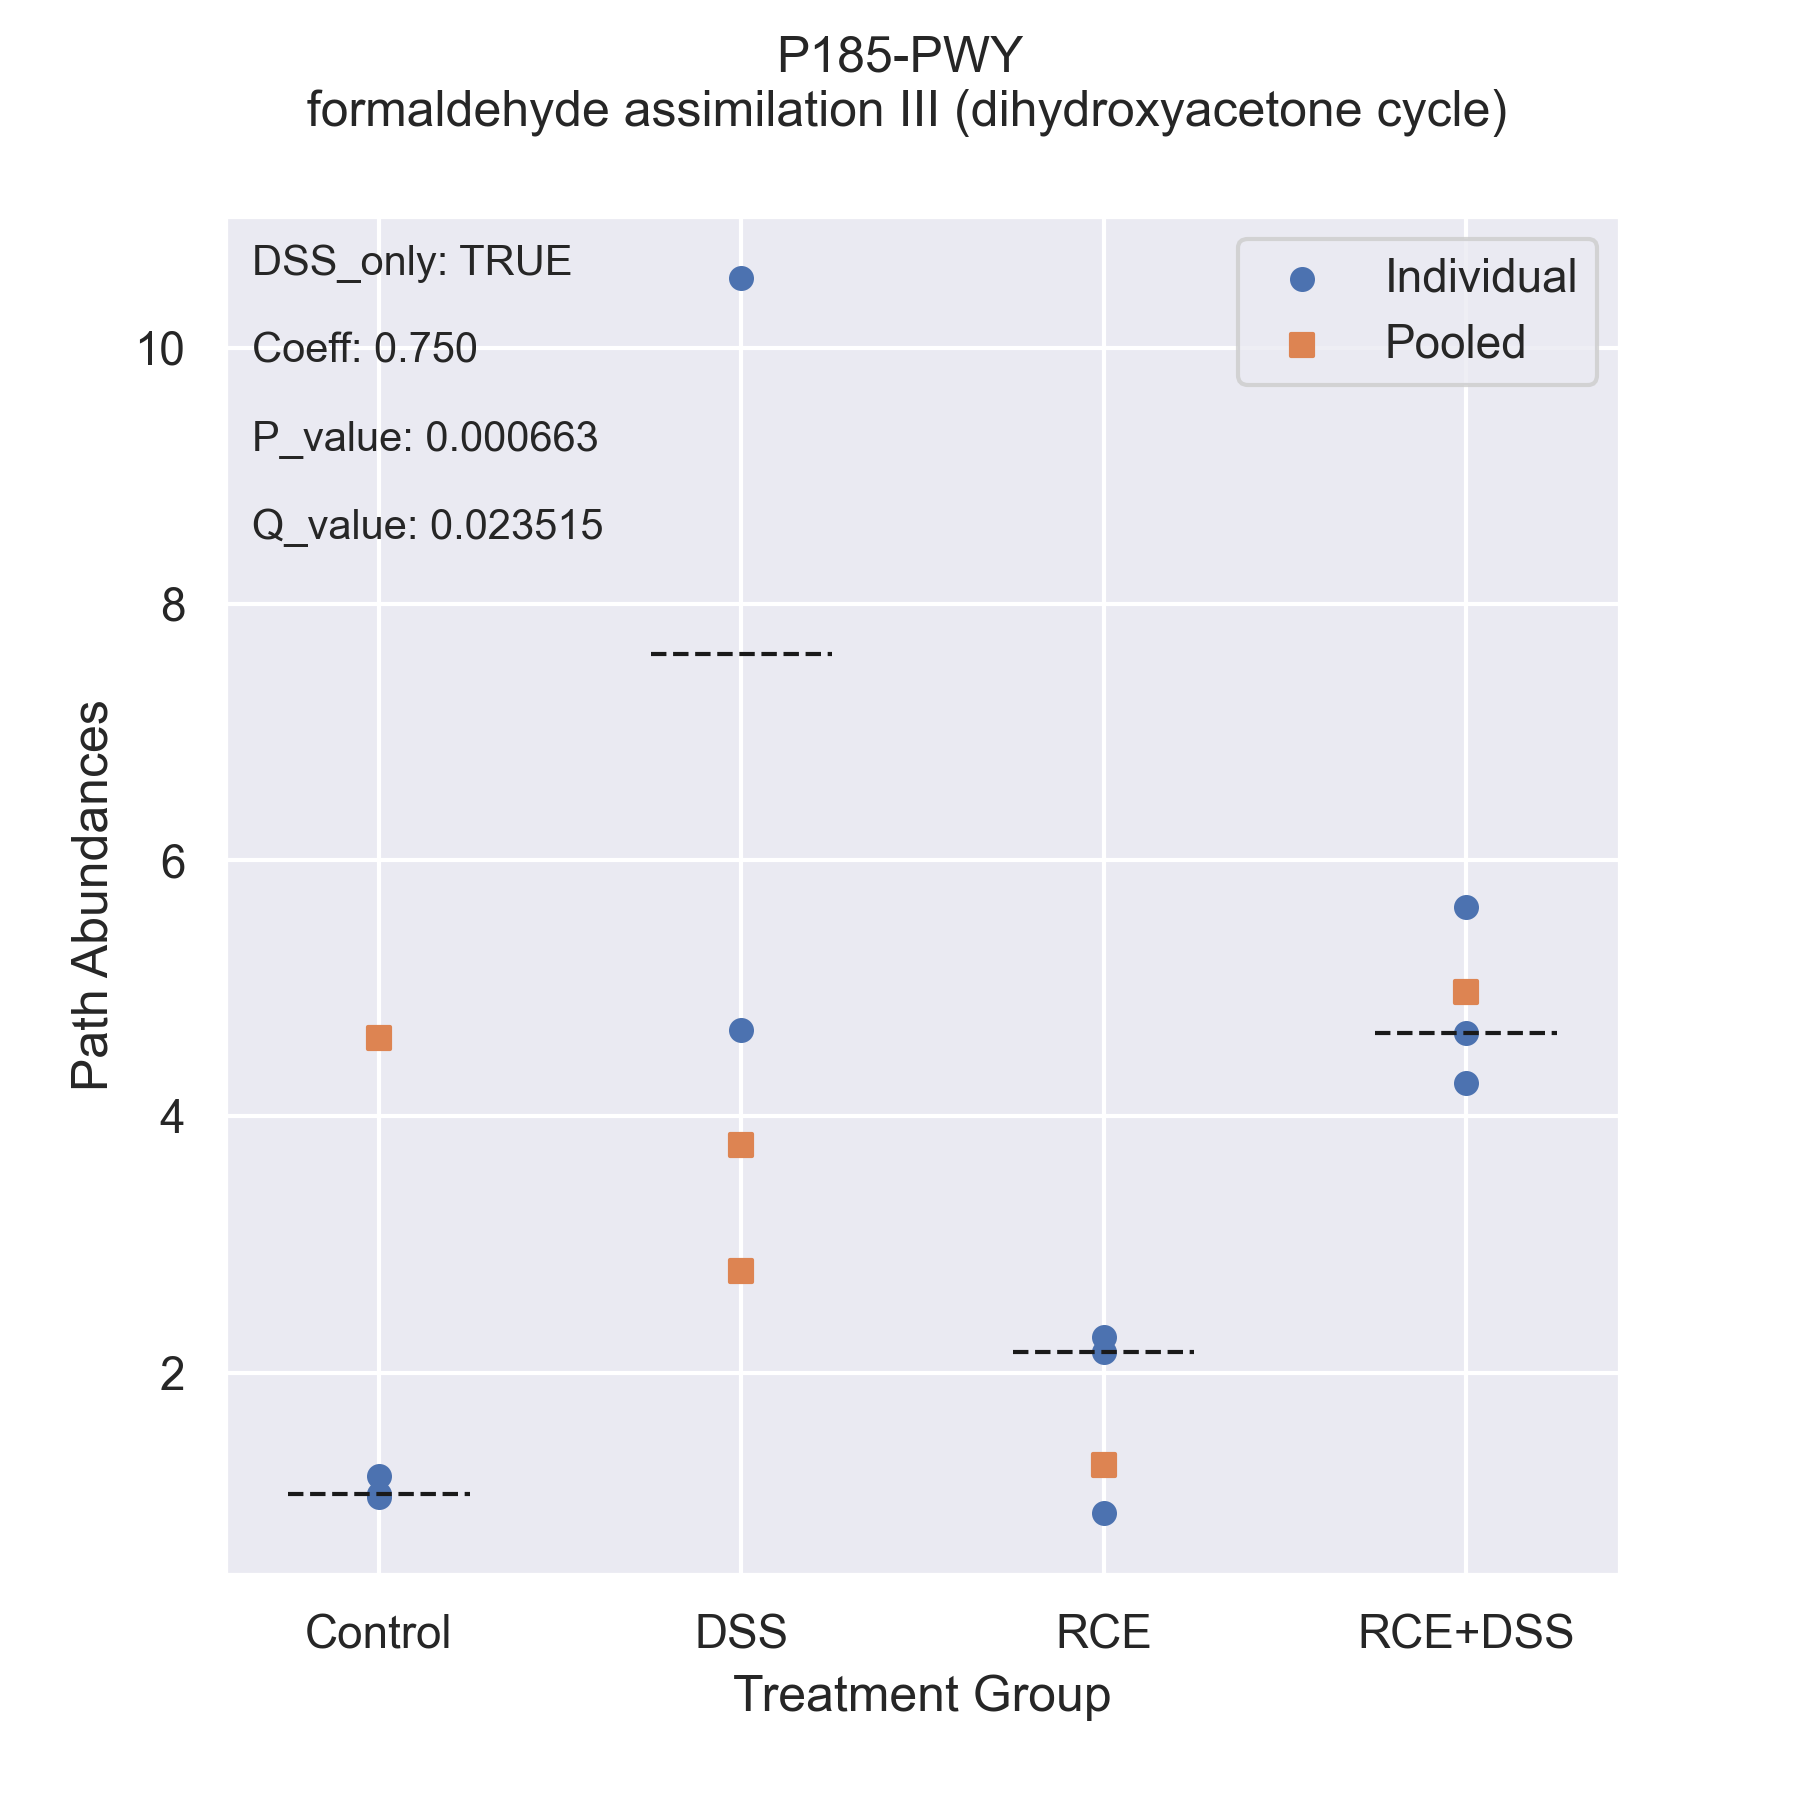 P185-PWY
formaldehyde assimilation III (dihydroxyacetone cycle)
DSS_only: TRUE
Coeff: 0.750
P_value: 0.000663
Q_value: 0.023515
Individual
Pooled
10
8
6
4
2
Path Abundances
Control
DSS
RCE
RCE+DSS
Treatment Group